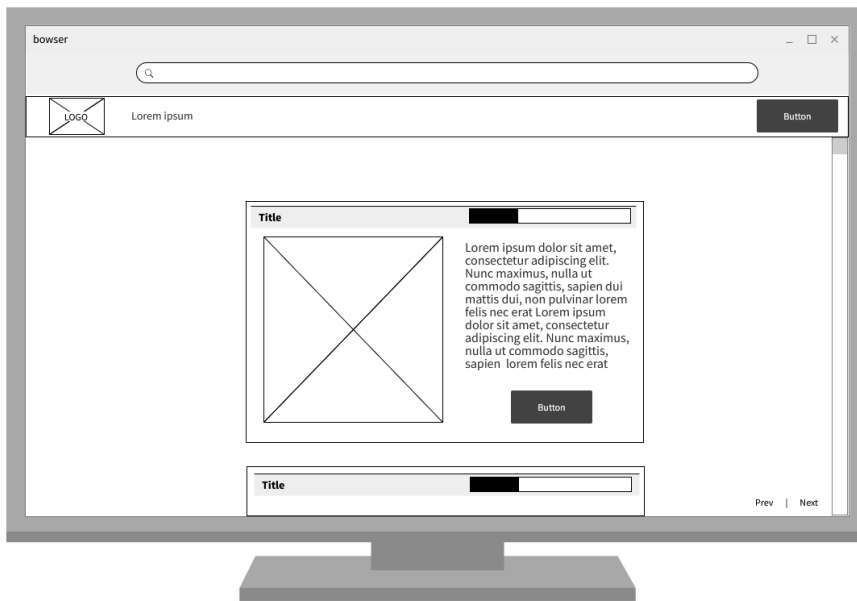 bowser
LOGO
Lorem ipsum
Button
Title
Lorem ipsum dolor sit amet,
consectetur adipiscing elit.
Nunc maximus, nulla ut
commodo sagittis, sapien dui
mattis dui, non pulvinar lorem
felis nec erat Lorem ipsum
dolor sit amet, consectetur
adipiscing elit. Nunc maximus,
nulla ut commodo sagittis,
sapien  lorem felis nec erat
Button
Title
Prev | Next